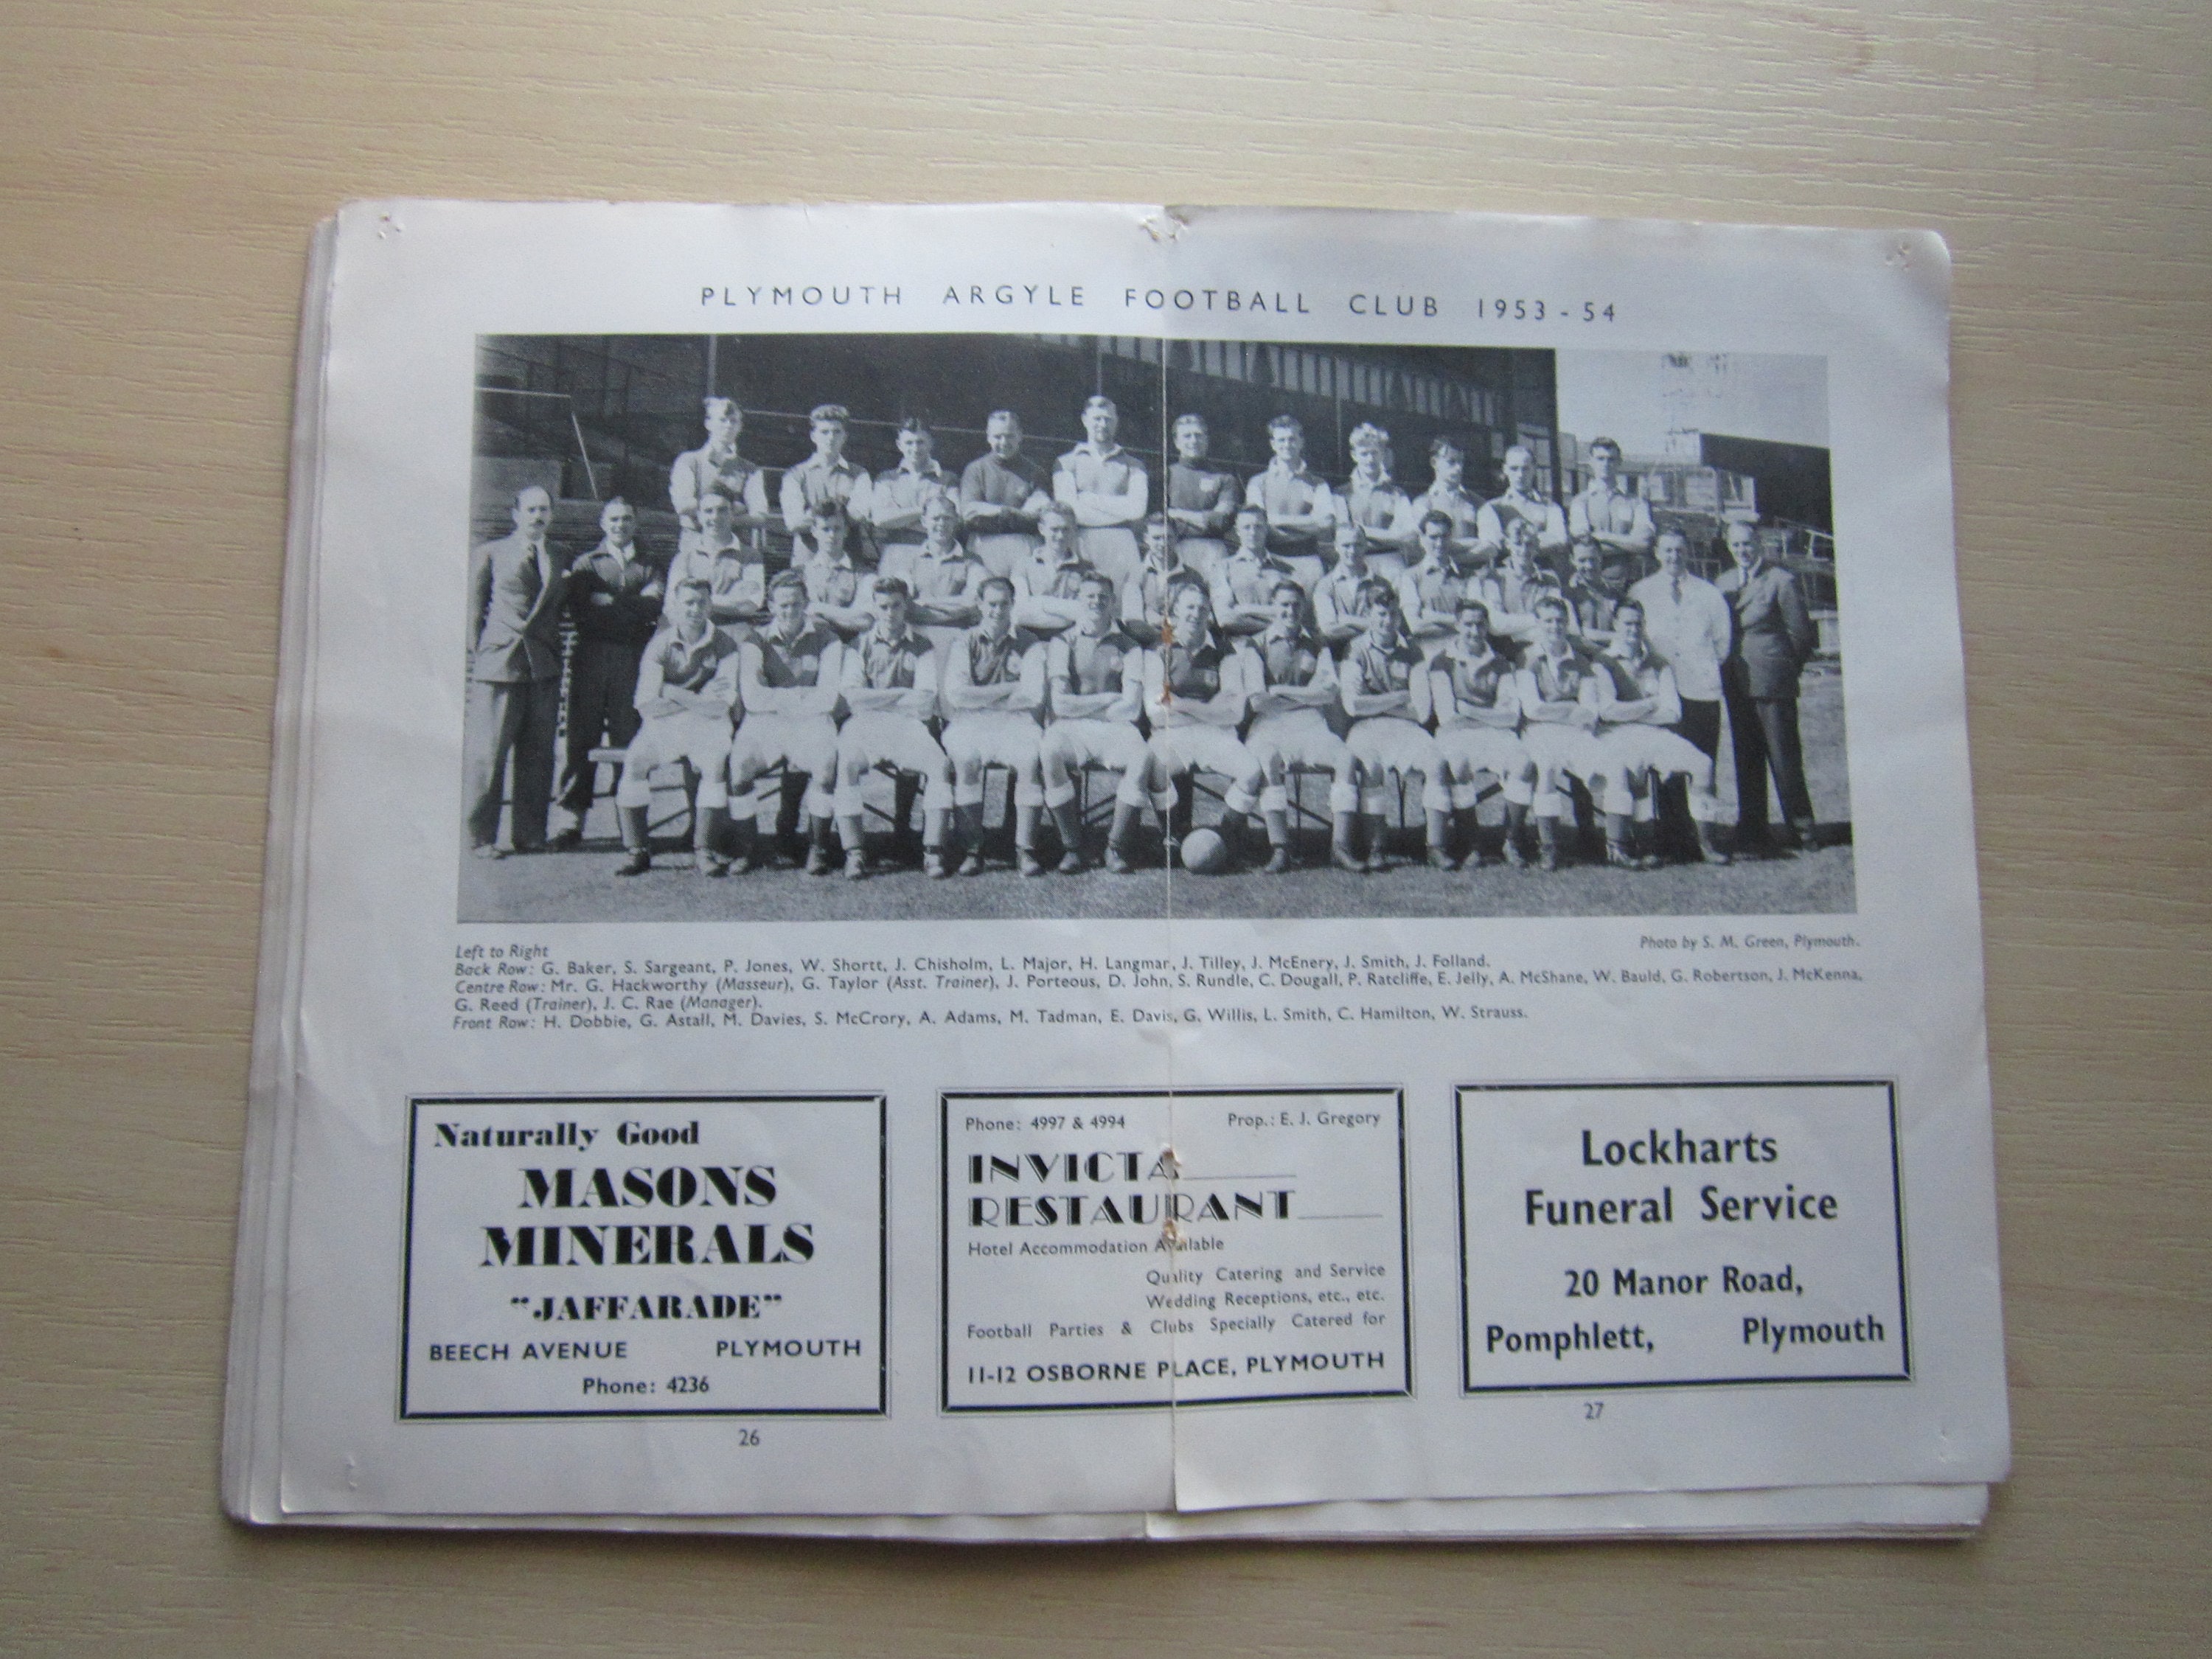 PLYMOUTH ARGYLE FOOTBALL CLUB 1953-54
Left to Right
Photo by S. M. Green, Plymouth.
Back Row: G. Baker, S. Sargeant, P. Jones, W. Shortt, J. Chisholm, L. Major, H. Langmar, J. Tilley, J. McEnery, J. Smith, J. Folland.
Centre Row: Mr. G. Hackworthy (Masseur), G. Taylor (Asst. Trainer), J. Porteous, D. John, S. Rundle, C. Dougall, P. Ratcliffe, E. Jelly, A. McShane, W. Bauld, G. Robertson, J. McKenna,
G. Reed (Trainer), J. C. Rae (Manager).
Front Row: H. Dobbie, G. Astall, M. Davies, S. McCrory, A. Adams, M. Tadman, E. Davis, G. Willis, L. Smith, C. Hamilton, W. Strauss.
Naturally Good
MASONS
MINERALS
"JAFFARADE"
BEECH AVENUE PLYMOUTH
Phone: 4236
26
Phone: 4997 & 4994 Prop.: E. J. Gregory
INVICTA
RESTAURANT
Hotel Accommodation Available
Quality Catering and Service
Wedding Receptions, etc., etc.
Football Parties & Clubs Specially Catered for
11-12 OSBORNE PLACE, PLYMOUTH
Lockharts
Funeral Service
20 Manor Road,
Pomphlett, Plymouth
27